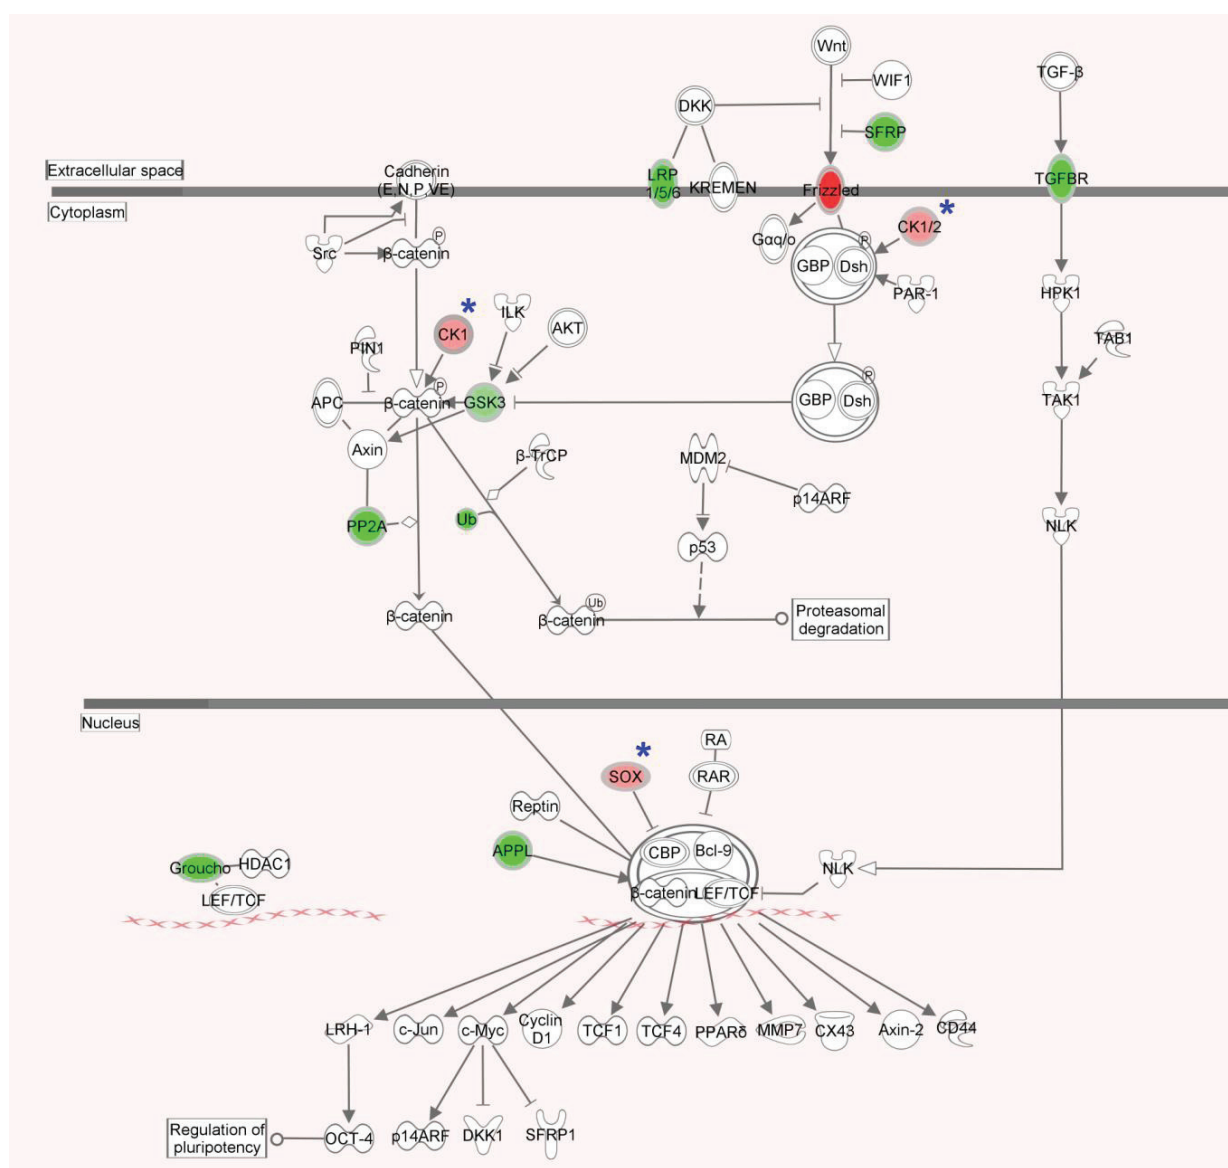 Wnt
WIF1
TGF-β
DKK
SFRP
Extracellular space
Cadherin
(E,N,P,VE)
LRP
1/5/6
KREMEN
Frizzled
TGFBR
Cytoplasm
*
P
Src
β-catenin
Gαq/o
P
CK1/2
GBP
Dsh
PAR-1
HPK1
*
ILK
CK1
AKT
PIN1
TAB1
P
P
APC
β-catenin
GSK3
GBP
Dsh
TAK1
Axin
β-TrCP
MDM2
p14ARF
PP2A
Ub
NLK
p53
β-catenin
Ub
β-catenin
Proteasomal
degradation
Nucleus
RA
*
SOX
RAR
Reptin
APPL
CBP
Bcl-9
Groucho
HDAC1
NLK
LEF/TCF
β-catenin
LEF/TCF
LRH-1
c-Jun
c-Myc
Cyclin
D1
TCF1
TCF4
PPARδ
MMP7
CX43
Axin-2
CD44
Regulation of
pluripotency
OCT-4
p14ARF
DKK1
SFRP1